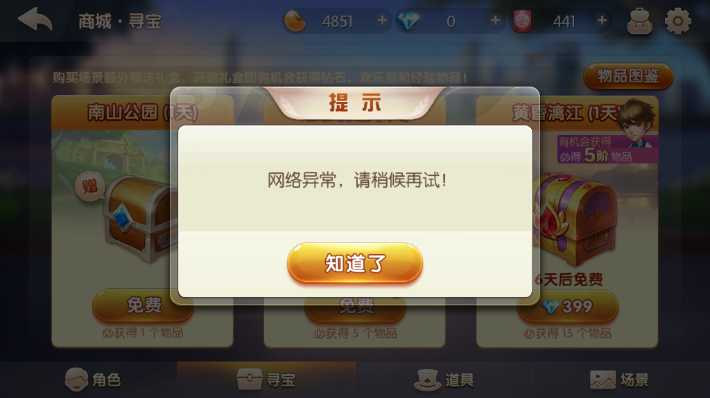 商城·寻宝
4851
0
441
购买场景额外赠送礼盒，开启礼盒即有机会获得钻石、欢乐豆和经验物品！
物品图鉴
南山公园 (1天)
黄昏漓江 (1天
提示
有机会获得
必得 5阶 物品
赠
网络异常，请稍候再试！
知道了
6天后免费
免费
免费
399
必获得 1 个物品
必获得 5 个物品
必获得 15 个物品
角色
寻宝
道具
场景